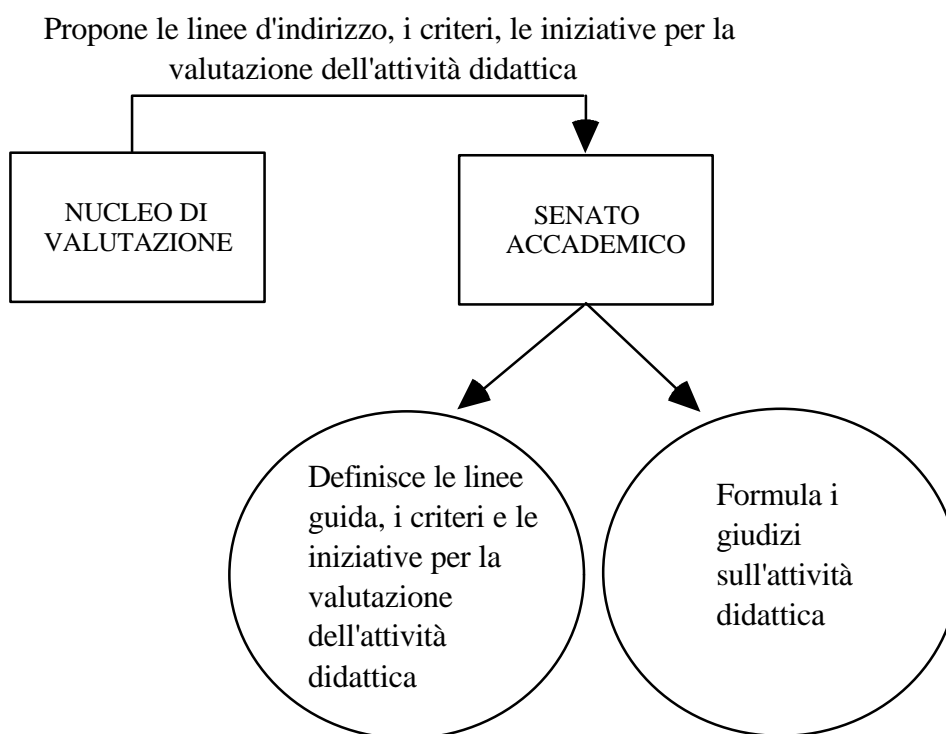 Propone le linee d'indirizzo, i criteri, le iniziative per la
valutazione dell'attività didattica
NUCLEO DI
VALUTAZIONE
SENATO
ACCADEMICO
Definisce le linee
guida, i criteri e le
iniziative per la
valutazione
dell'attività
didattica
Formula i
giudizi
sull'attività
didattica